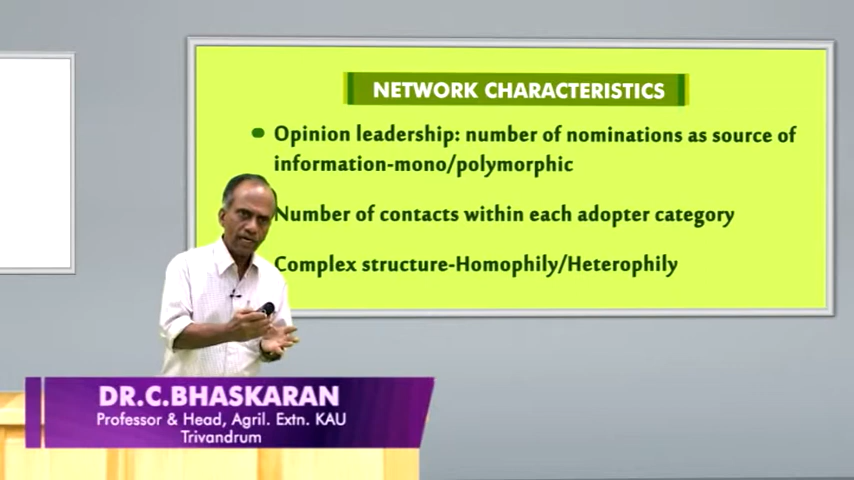 NETWORK CHARACTERISTICS
Opinion leadership: number of nominations as source of
information-mono/polymorphic
Number of contacts within each adopter category
Complex structure-Homophily/Heterophily
DR.C.BHASKARAN
Professor & Head, Agril. Extn. KAU
Trivandrum